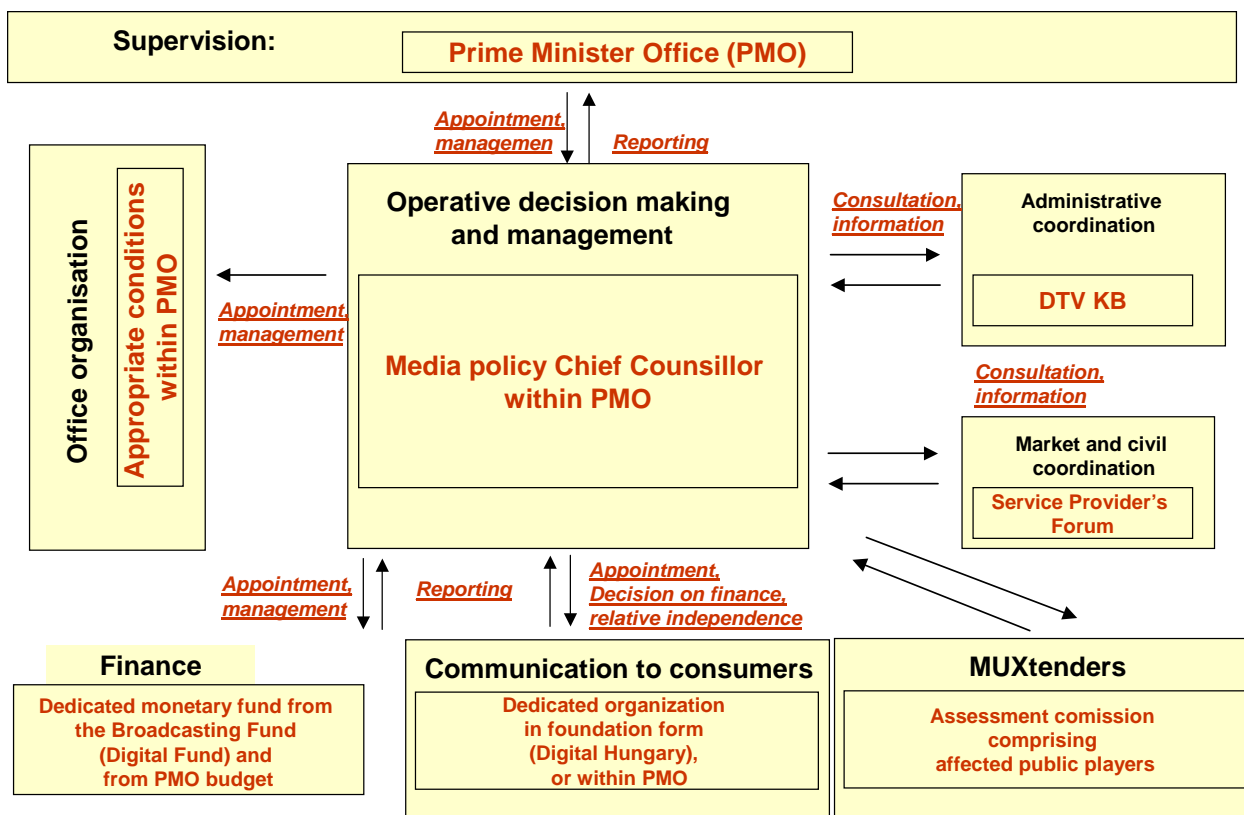 Supervision:
Prime Minister Office (PMO)
Appointment,
managemen
Reporting
Office organisation
Appropriate conditions
within PMO
Operative decision making
and management
Media policy Chief Counsillor
within PMO
Appointment,
management
Consultation,
information
Administrative
coordination
DTV KB
Consultation,
information
Market and civil
coordination
Service Provider's
Forum
Appointment,
management
Reporting
Appointment,
Decision on finance,
relative independence
Finance
Dedicated monetary fund from
the Broadcasting Fund
(Digital Fund) and
from PMO budget
Communication to consumers
Dedicated organization
in foundation form
(Digital Hungary),
or within PMO
MUXtenders
Assessment comission
comprising
affected public players